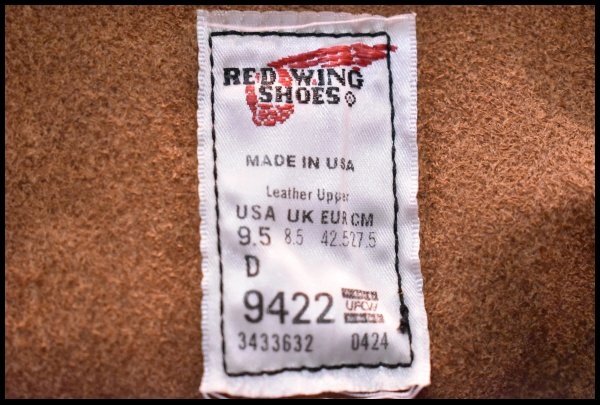 RED WING
SHOES
MADE IN USA
Leather Upper
USA UK EUR CM
9.5 8.5 42.5 27.5
D
9422 UFCW
3433632 0424